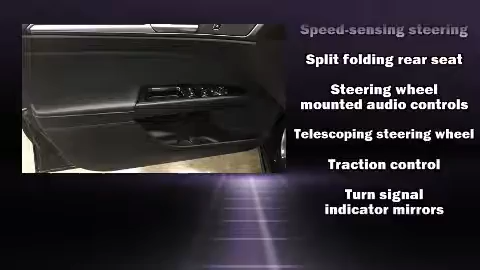 Speed-sensing steering
Split folding rear seat
Steering wheel
mounted audio controls
Telescoping steering wheel
Traction control
Turn signal
indicator mirrors